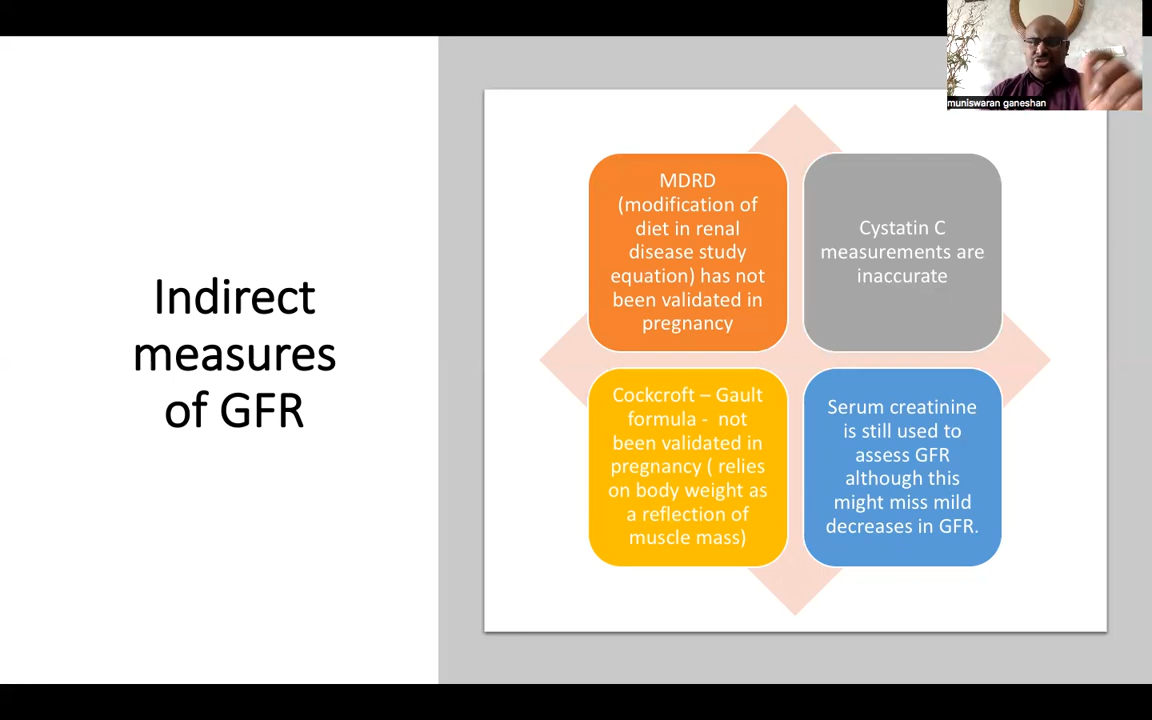 muniswaran ganeshan
Indirect
measures
of GFR
MDRD
(modification of
diet in renal
disease study
equation) has not
been validated in
pregnancy
Cystatin C
measurements are
inaccurate
Cockcroft – Gault
formula - not
been validated in
pregnancy ( relies
on body weight as
a reflection of
muscle mass)
Serum creatinine
is still used to
assess GFR
although this
might miss mild
decreases in GFR.